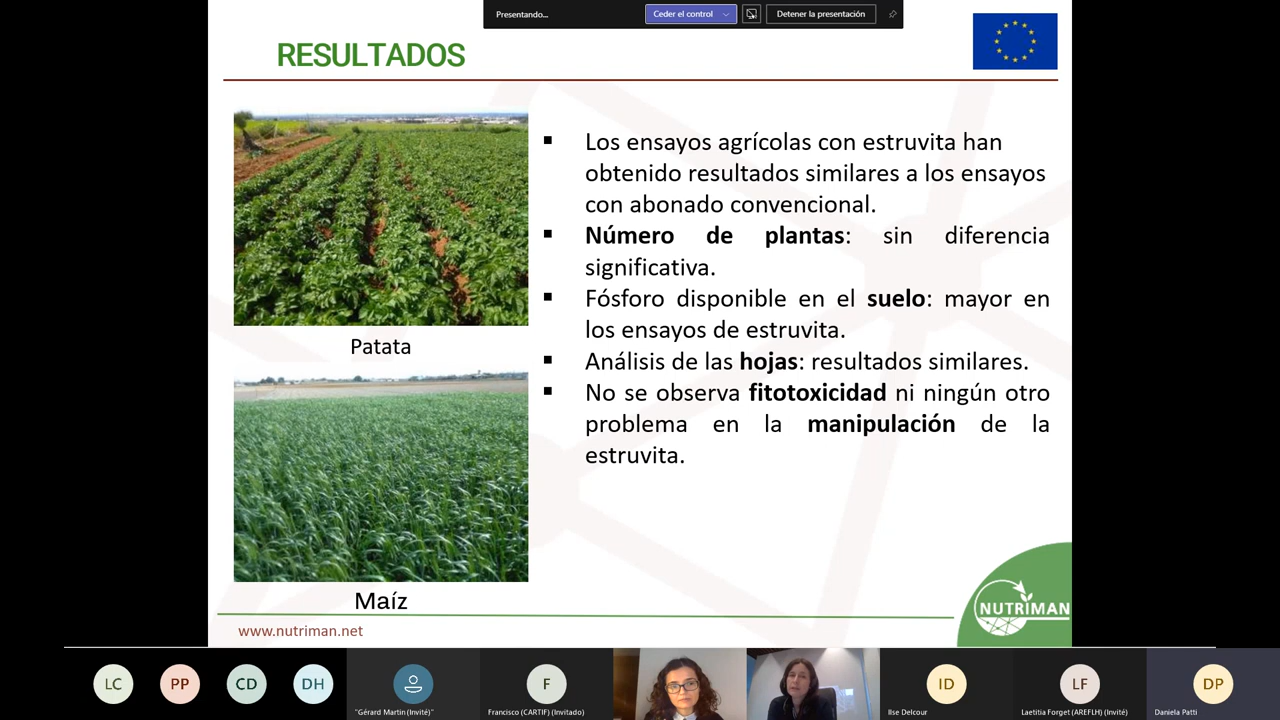 Presentando...
Ceder el control
Detener la presentación
RESULTADOS
Los ensayos agrícolas con estruvita han
obtenido resultados similares a los ensayos
con abonado convencional.
Número de plantas: sin diferencia
significativa.
Fósforo disponible en el suelo: mayor en
los ensayos de estruvita.
Análisis de las hojas: resultados similares.
No se observa fitotoxicidad ni ningún otro
problema en la manipulación de la
estruvita.
Patata
Maíz
www.nutriman.net
NUTRIMAN
LC
PP
CD
DH
F
ID
LF
DP
"Gérard Martin (Invité)"
Francisco (CARTIF) (Invitado)
Ilse Delcour
Laetitia Forget (AREFLH) (Invité)
Daniela Patti